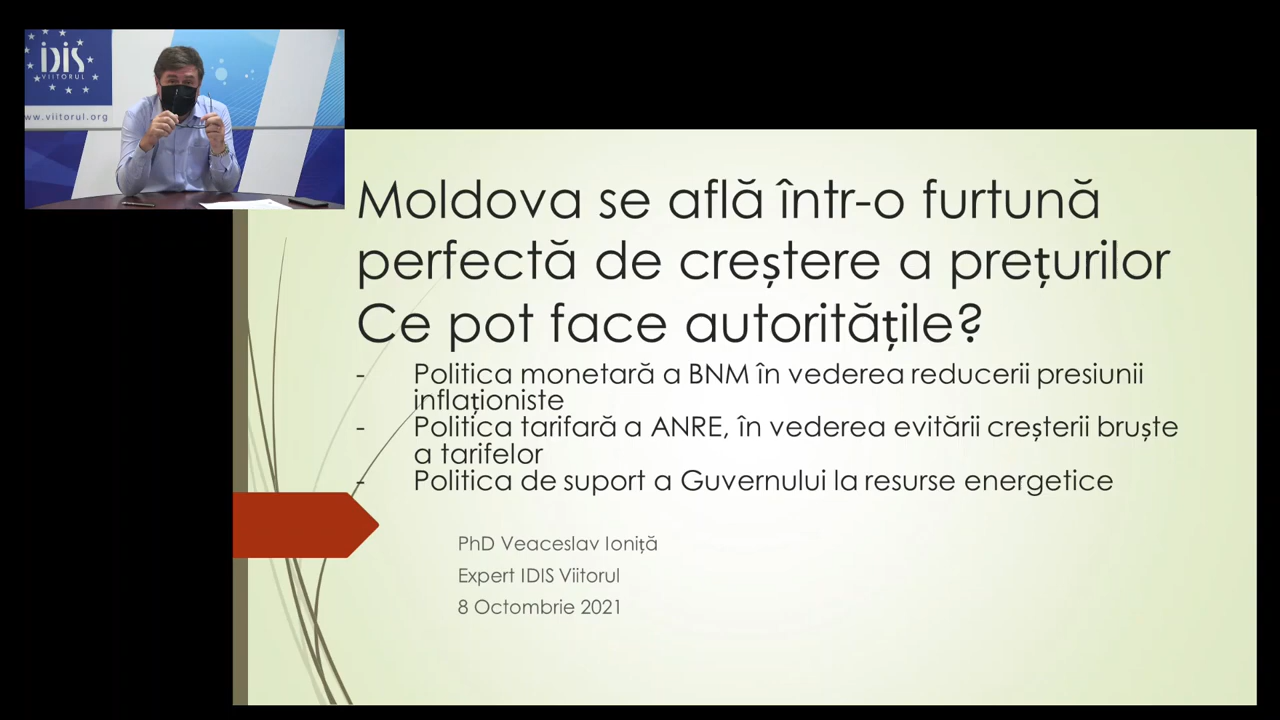 IDIS
VIITORUL
www.viitorul.org
Moldova se află într-o furtună
perfectă de creștere a prețurilor
Ce pot face autoritățile?
- Politica monetară a BNM în vederea reducerii presiunii
inflaționiste
- Politica tarifară a ANRE, în vederea evitării creșterii bruște
a tarifelor
- Politica de suport a Guvernului la resurse energetice
PhD Veaceslav Ioniță
Expert IDIS Viitorul
8 Octombrie 2021